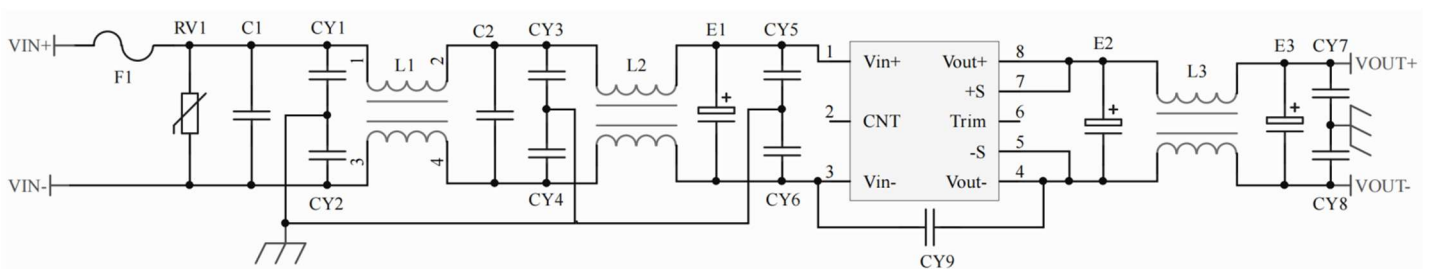 RV1 C1 CY1 C2 CY3 E1 CY5
VIN+ F1 1 L1 2 L2 1 Vin+ Vout+ 8 E2 L3 E3 CY7 VOUT+
+S 7
+ 2 CNT Trim 6 + +
-S 5
VIN- 3 4 3 Vin- Vout- 4 VOUT-
CY2 CY4 CY6 CY8
CY9